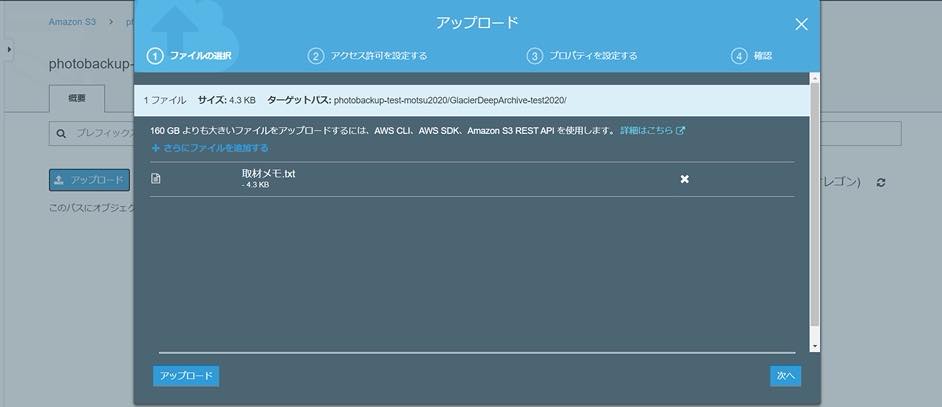 アップロード
Amazon S3
① ファイルの選択 ② アクセス許可を設定する ③ プロパティを設定する ④ 確認
photobackup-
概要
1 ファイル サイズ: 4.3 KB ターゲットパス: photobackup-test-motsu2020/GlacierDeepArchive-test2020/
プレフィックス
160 GB よりも大きいファイルをアップロードするには、AWS CLI、AWS SDK、Amazon S3 REST API を使用します。 詳細はこちら
+ さらにファイルを追加する
アップロード
取材メモ.txt
- 4.3 KB
レゴン)
このパスにオブジェク
アップロード 次へ